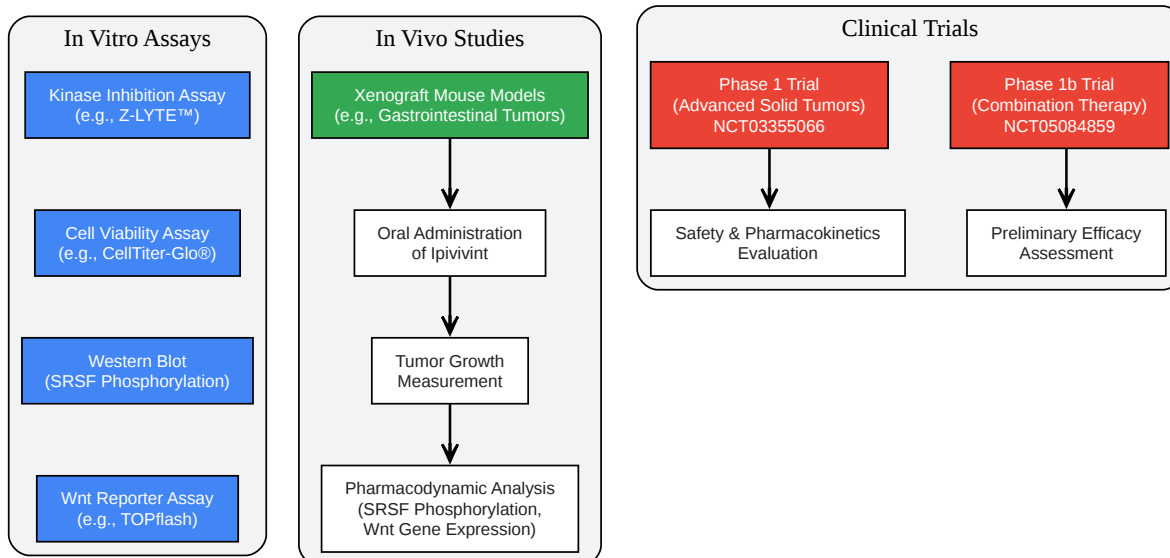 In Vitro Assays
Kinase Inhibition Assay
(e.g., Z-LYTE™)
Cell Viability Assay
(e.g., CellTiter-Glo®)
Western Blot
(SRSF Phosphorylation)
Wnt Reporter Assay
(e.g., TOPflash)
In Vivo Studies
Xenograft Mouse Models
(e.g., Gastrointestinal Tumors)
Oral Administration
of Ipivivint
Tumor Growth
Measurement
Pharmacodynamic Analysis
(SRSF Phosphorylation,
Wnt Gene Expression)
Clinical Trials
Phase 1 Trial
(Advanced Solid Tumors)
NCT03355066
Safety & Pharmacokinetics
Evaluation
Phase 1b Trial
(Combination Therapy)
NCT05084859
Preliminary Efficacy
Assessment